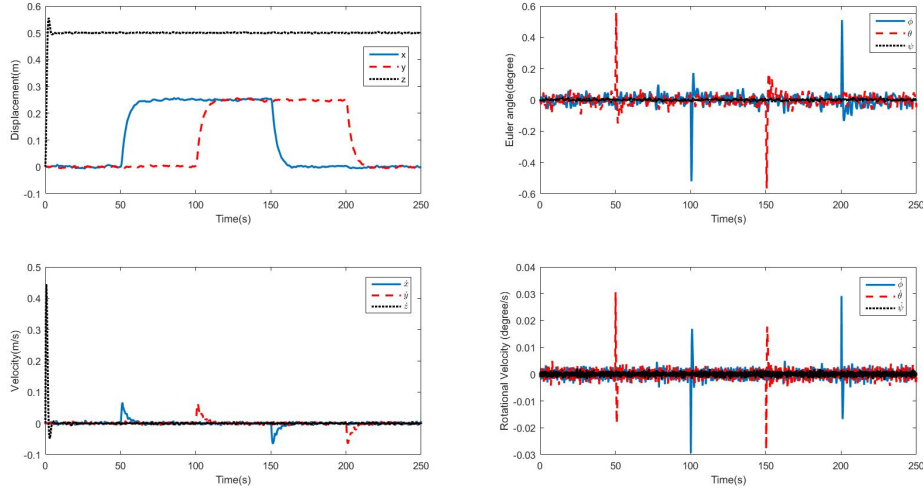 0.6
0.5
0.4
0.3
0.2
0.1
0
-0.1
Displacement(m)
x
y
z
0
50
100
150
200
250
Time(s)
0.6
0.4
0.2
0
-0.2
-0.4
-0.6
Euler angle(degree)
ϕ
θ
ψ
0
50
100
150
200
250
Time(s)
0.5
0.4
0.3
0.2
0.1
0
-0.1
Velocity(m/s)
ẋ
ẏ
ż
0
50
100
150
200
250
Time(s)
0.04
0.03
0.02
0.01
0
-0.01
-0.02
-0.03
Rotational Velocity (degree/s)
ϕ̇
θ̇
ψ̇
0
50
100
150
200
250
Time(s)